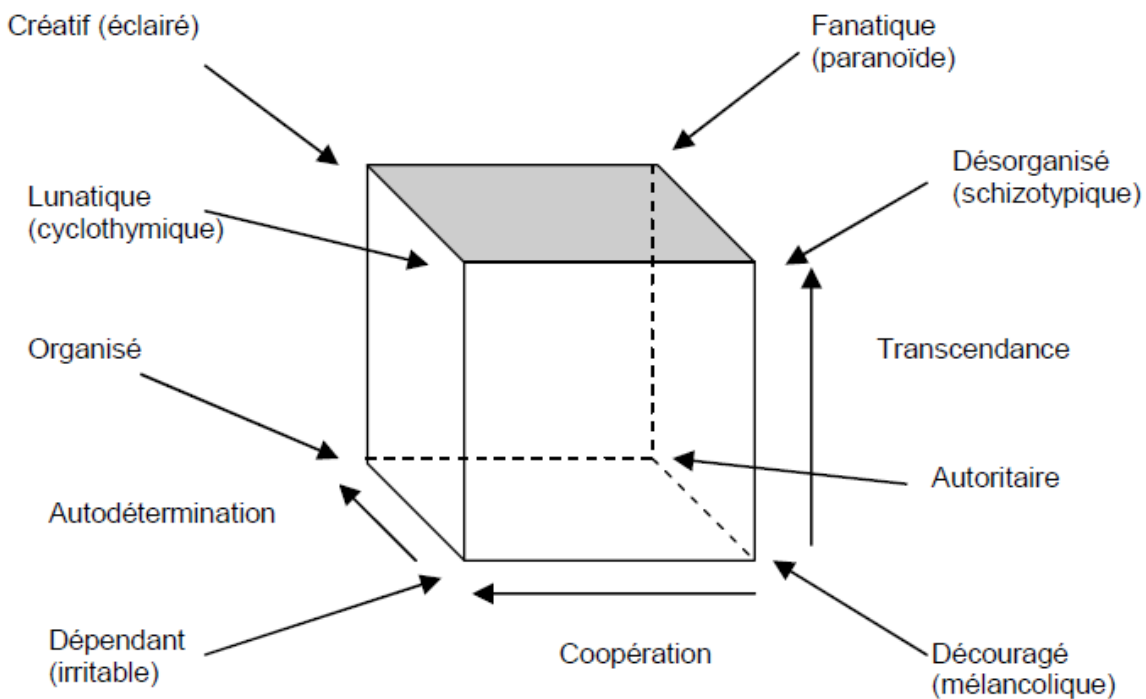 Créatif (éclairé)
Fanatique
(paranoïde)
Désorganisé
(schizotypique)
Lunatique
(cyclothymique)
Organisé
Transcendance
Autoritaire
Autodétermination
Dépendant
(irritable)
Coopération
Découragé
(mélancolique)